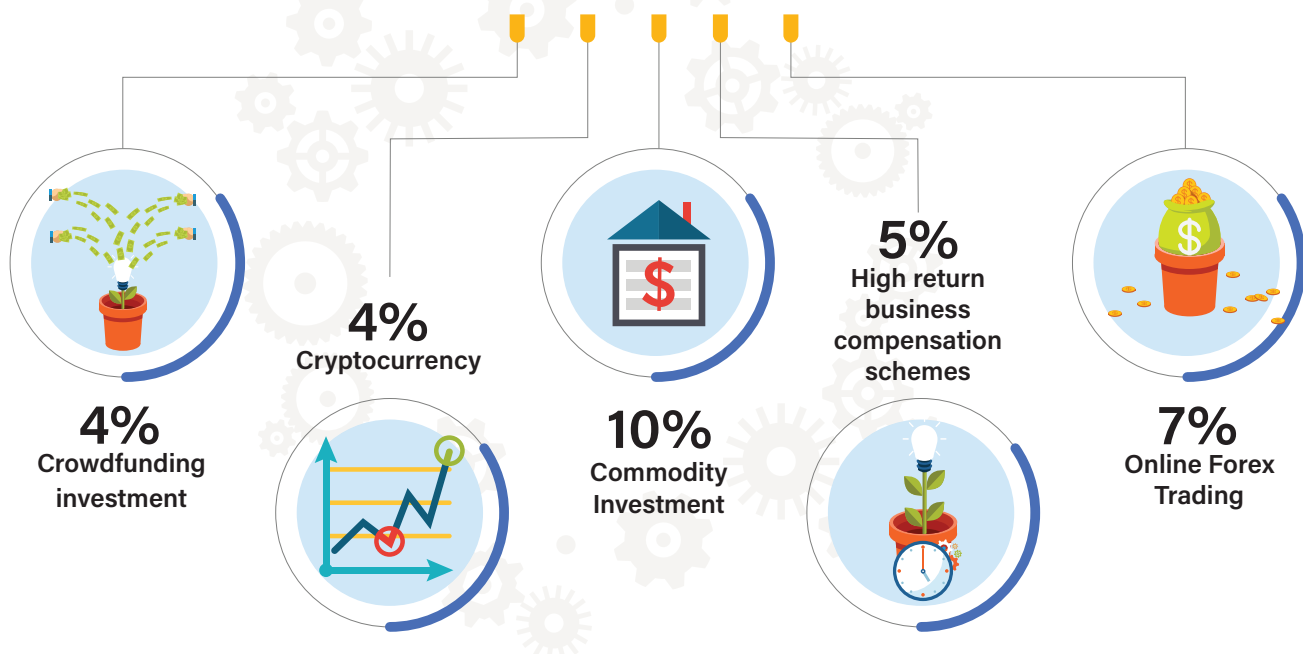 4%
Crowdfunding
investment
4%
Cryptocurrency
10%
Commodity
Investment
5%
High return
business
compensation
schemes
7%
Online Forex
Trading